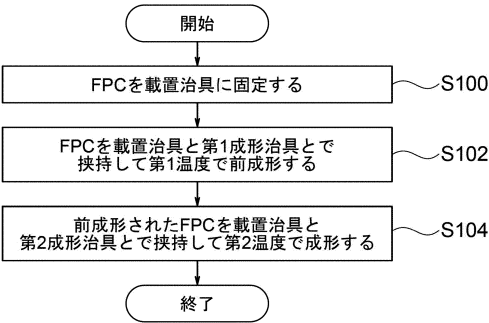 開始
FPCを載置治具に固定する
S100
FPCを載置治具と第1成形治具とで
挟持して第1温度で前成形する
S102
前成形されたFPCを載置治具と
第2成形治具とで挟持して第2温度で成形する
S104
終了